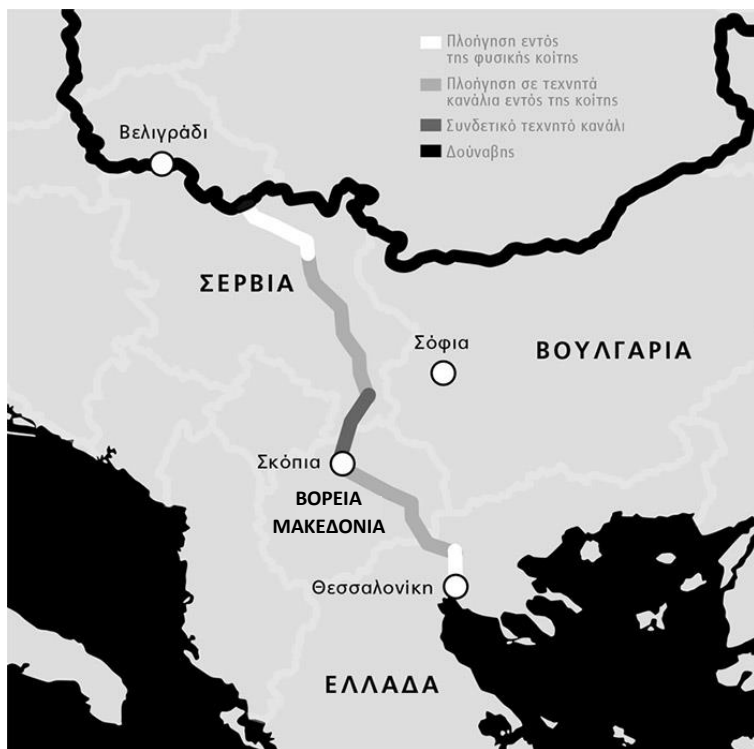 Πλοήγηση εντός
της φυσικής κοίτης
Πλοήγηση σε τεχνητά
κανάλια εντός της κοίτης
Συνδετικό τεχνητό κανάλι
Δούναβης
Βελιγράδι
ΣΕΡΒΙΑ
Σόφια
ΒΟΥΛΓΑΡΙΑ
Σκόπια
ΒΟΡΕΙΑ
ΜΑΚΕΔΟΝΙΑ
Θεσσαλονίκη
ΕΛΛΑΔΑ